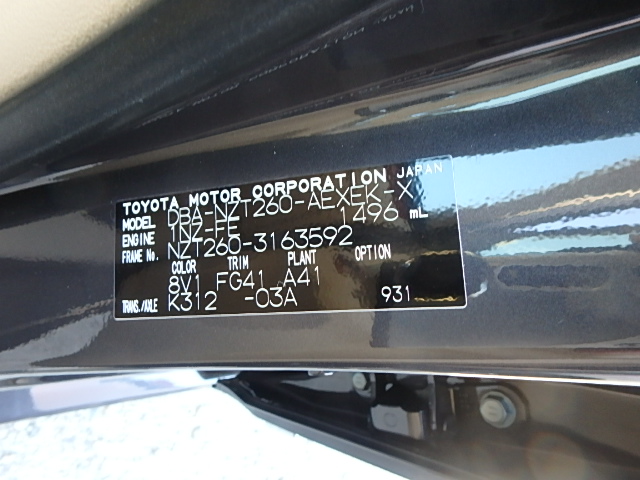 TOYOTA MOTOR CORPORATION JAPAN
MODEL DBA-NZT260-AEXEK-X
ENGINE 1NZ-FE 1496 mL
FRAME No. NZT260-3163592
COLOR TRIM PLANT OPTION
8V1 FG41 A41
TRANS./AXLE K312 -03A 931